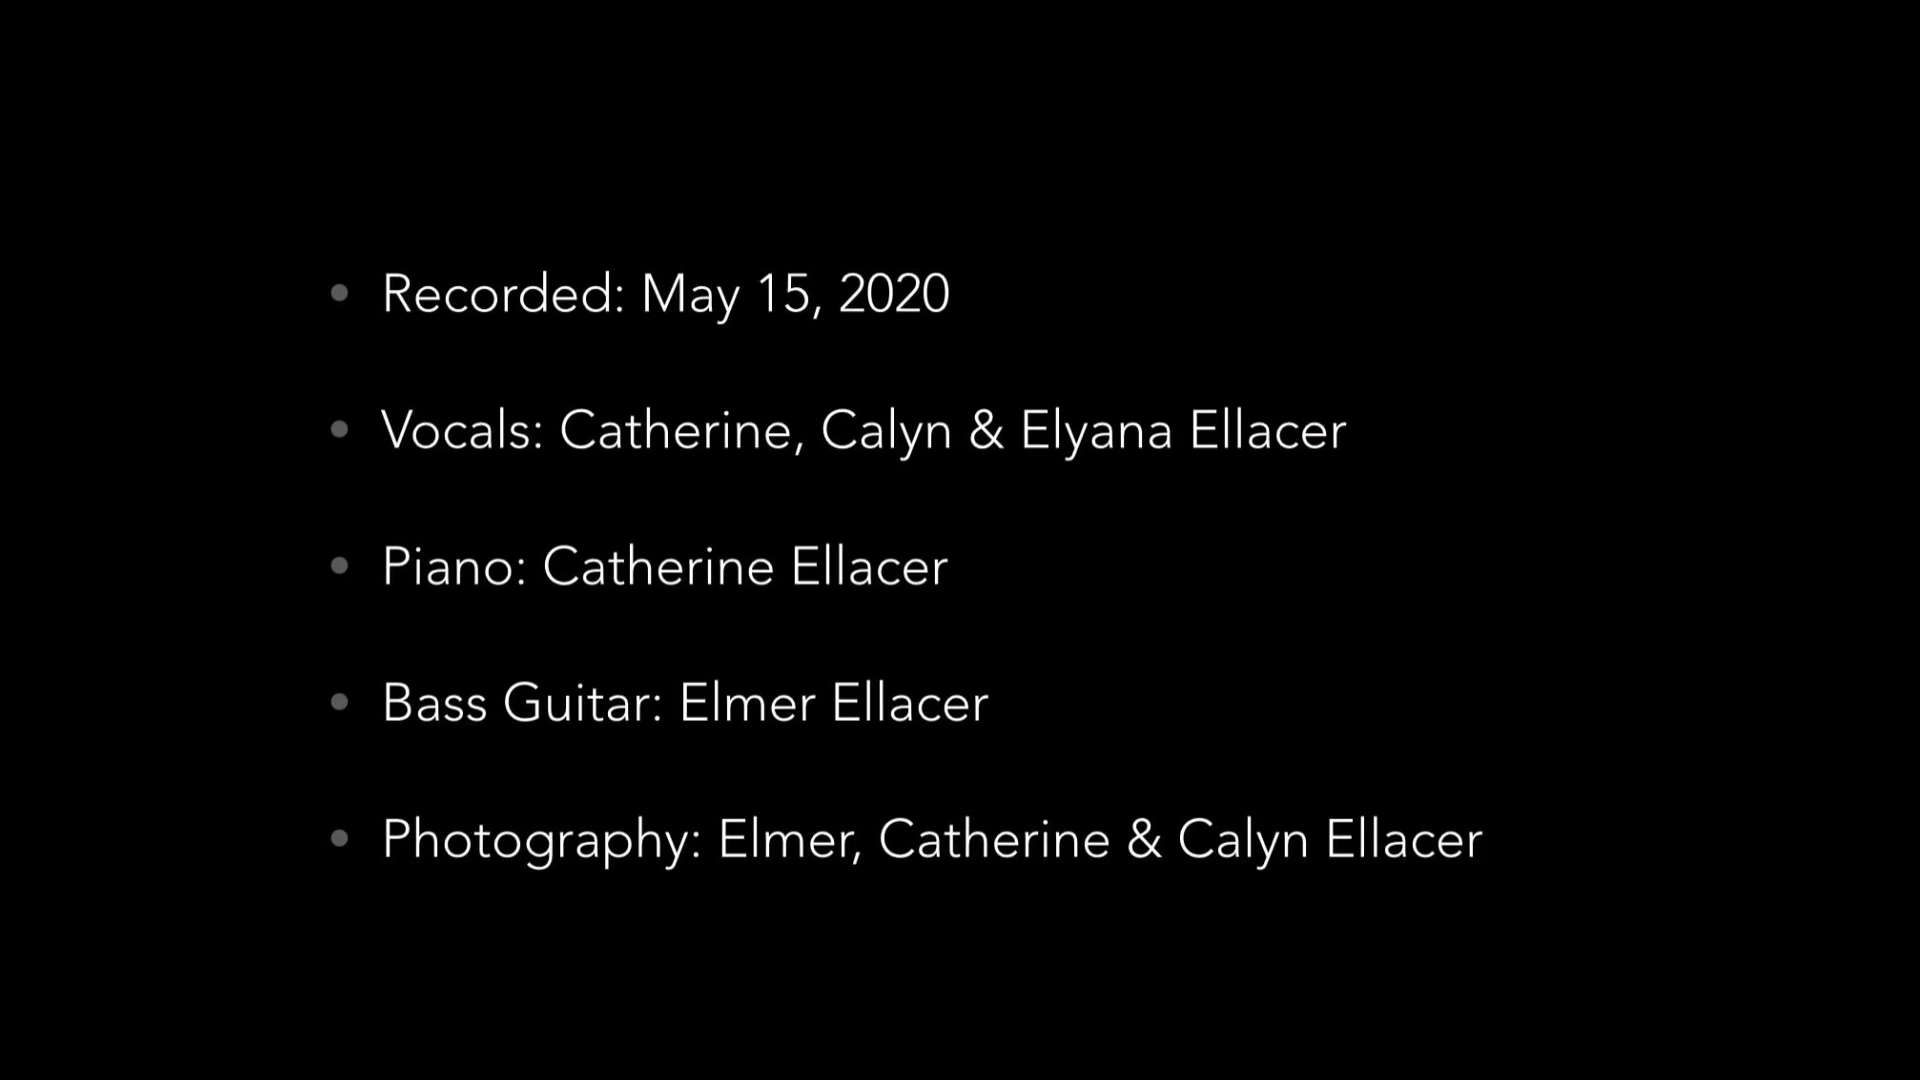 • Recorded: May 15, 2020
• Vocals: Catherine, Calyn & Elyana Ellacer
• Piano: Catherine Ellacer
• Bass Guitar: Elmer Ellacer
• Photography: Elmer, Catherine & Calyn Ellacer